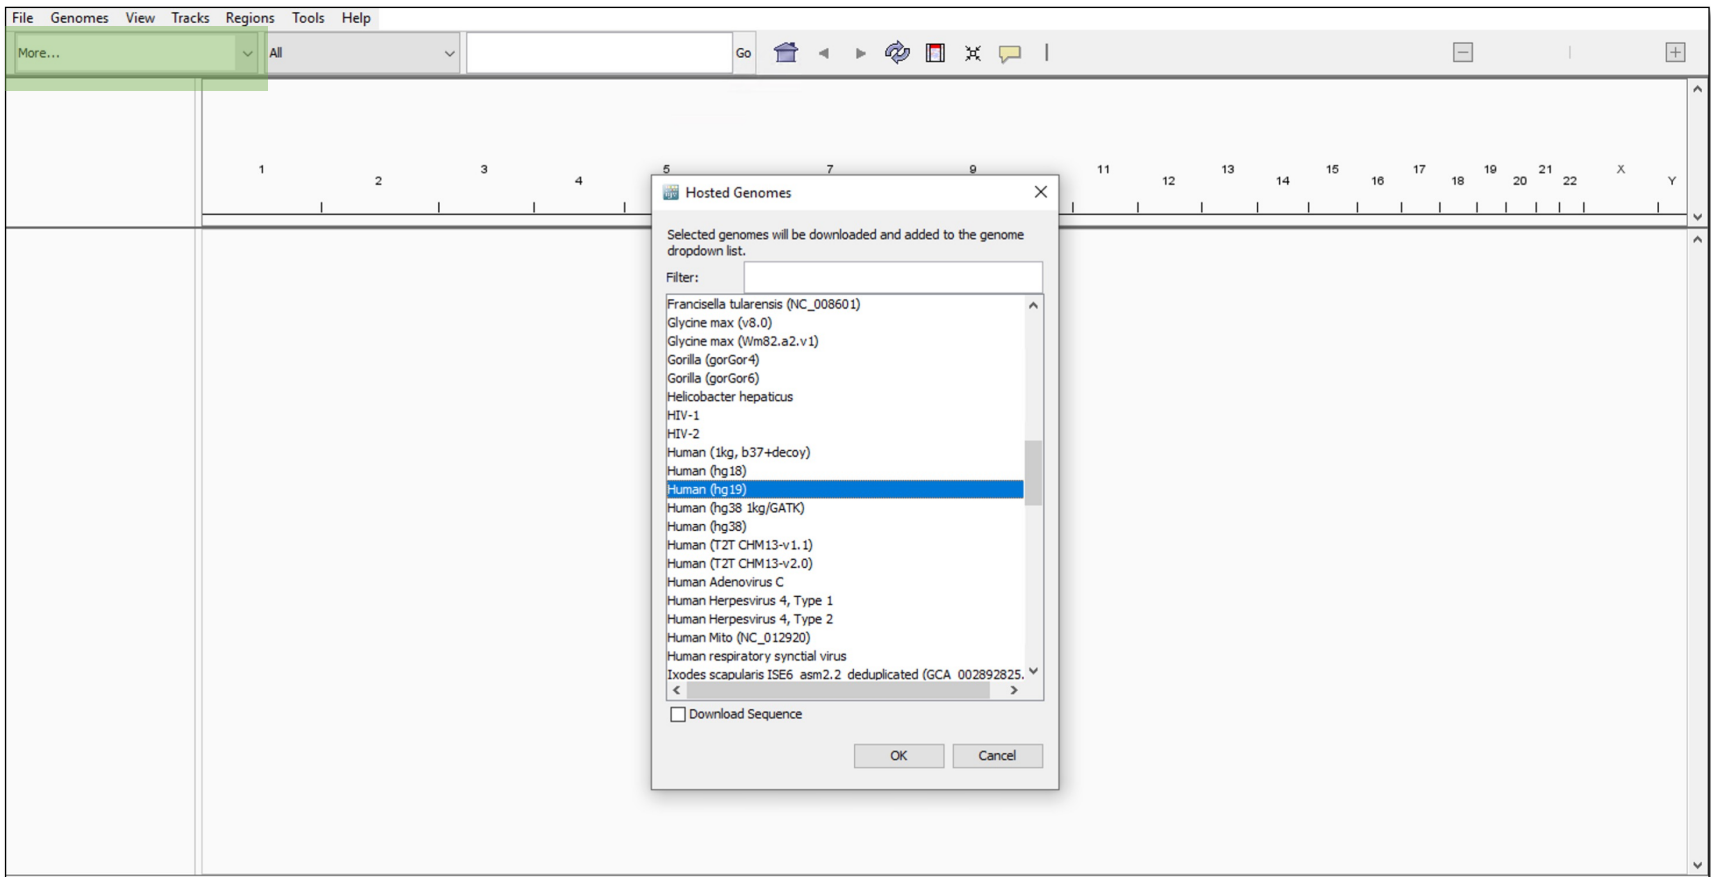 File Genomes View Tracks Regions Tools Help
More... All Go
1 2 3 4 5 7 9 11 12 13 14 15 16 17 18 19 20 21 22 X Y
Hosted Genomes
Selected genomes will be downloaded and added to the genome
dropdown list.
Filter:
Francisella tularensis (NC_008601)
Glycine max (v8.0)
Glycine max (Wm82.a2.v1)
Gorilla (gorGor4)
Gorilla (gorGor6)
Helicobacter hepaticus
HIV-1
HIV-2
Human (1kg, b37+decoy)
Human (hg18)
Human (hg19)
Human (hg38 1kg/GATK)
Human (hg38)
Human (T2T CHM13-v1.1)
Human (T2T CHM13-v2.0)
Human Adenovirus C
Human Herpesvirus 4, Type 1
Human Herpesvirus 4, Type 2
Human Mito (NC_012920)
Human respiratory synctial virus
Ixodes scapularis ISE6_asm2.2_deduplicated (GCA_002892825.
Download Sequence
OK Cancel